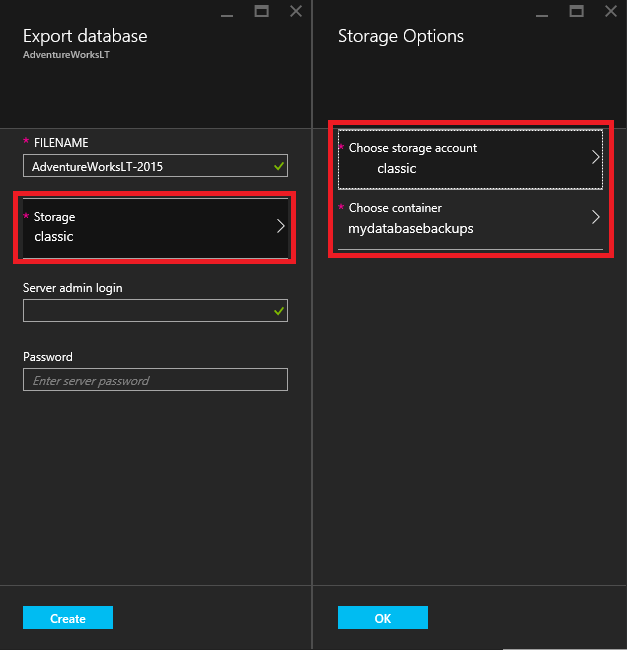 Export database
AdventureWorksLT
* FILENAME
AdventureWorksLT-2015
* Storage
classic
Server admin login
Password
Enter server password
Create
Storage Options
* Choose storage account
classic
* Choose container
mydatabasebackups
OK